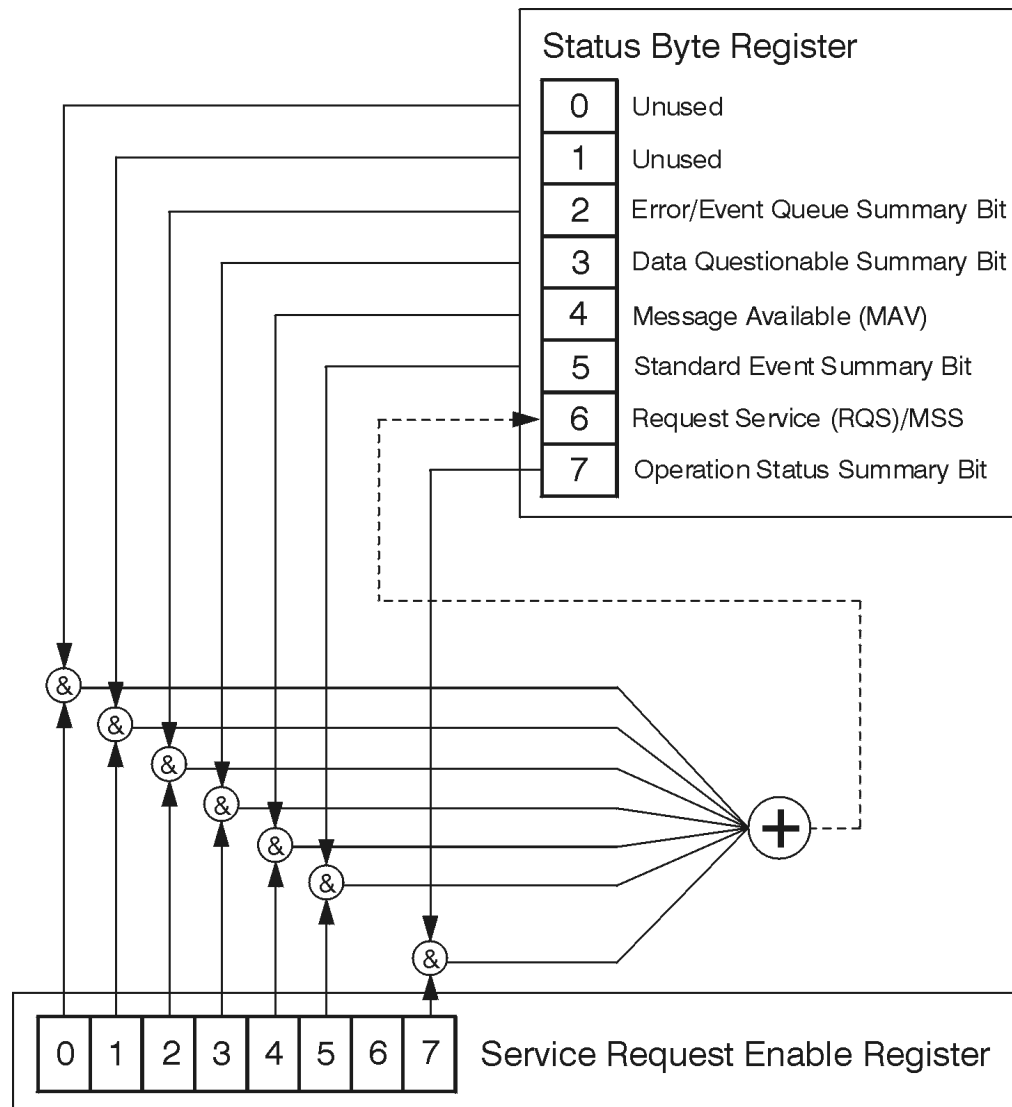 Status Byte Register
0 Unused
1 Unused
2 Error/Event Queue Summary Bit
3 Data Questionable Summary Bit
4 Message Available (MAV)
5 Standard Event Summary Bit
6 Request Service (RQS)/MSS
7 Operation Status Summary Bit
&
&
&
&
+
&
&
&
0 1 2 3 4 5 6 7 Service Request Enable Register